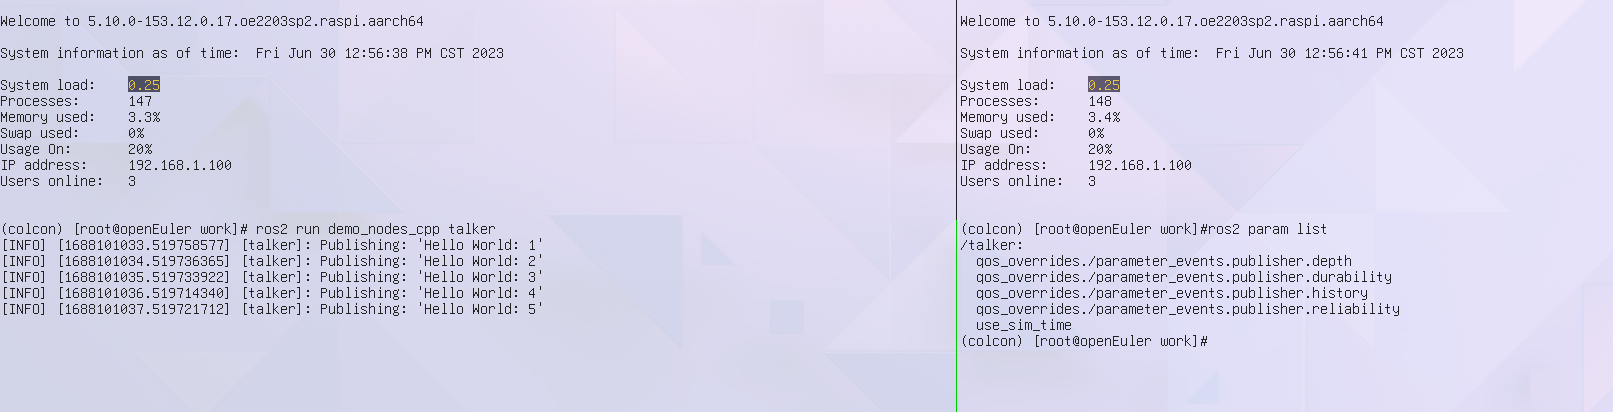 Welcome to 5.10.0-153.12.0.17.oe2203sp2.raspi.aarch64
System information as of time:  Fri Jun 30 12:56:38 PM CST 2023
System load:    0.25
Processes:      147
Memory used:    3.3%
Swap used:      0%
Usage On:       20%
IP address:     192.168.1.100
Users online:   3
(colcon) [root@openEuler work]# ros2 run demo_nodes_cpp talker
[INFO] [1688101033.519758577] [talker]: Publishing: 'Hello World: 1'
[INFO] [1688101034.519736365] [talker]: Publishing: 'Hello World: 2'
[INFO] [1688101035.519733922] [talker]: Publishing: 'Hello World: 3'
[INFO] [1688101036.519714340] [talker]: Publishing: 'Hello World: 4'
[INFO] [1688101037.519721712] [talker]: Publishing: 'Hello World: 5'
Welcome to 5.10.0-153.12.0.17.oe2203sp2.raspi.aarch64
System information as of time:  Fri Jun 30 12:56:41 PM CST 2023
System load:    0.25
Processes:      148
Memory used:    3.4%
Swap used:      0%
Usage On:       20%
IP address:     192.168.1.100
Users online:   3
(colcon) [root@openEuler work]#ros2 param list
/talker:
  qos_overrides./parameter_events.publisher.depth
  qos_overrides./parameter_events.publisher.durability
  qos_overrides./parameter_events.publisher.history
  qos_overrides./parameter_events.publisher.reliability
  use_sim_time
(colcon) [root@openEuler work]#